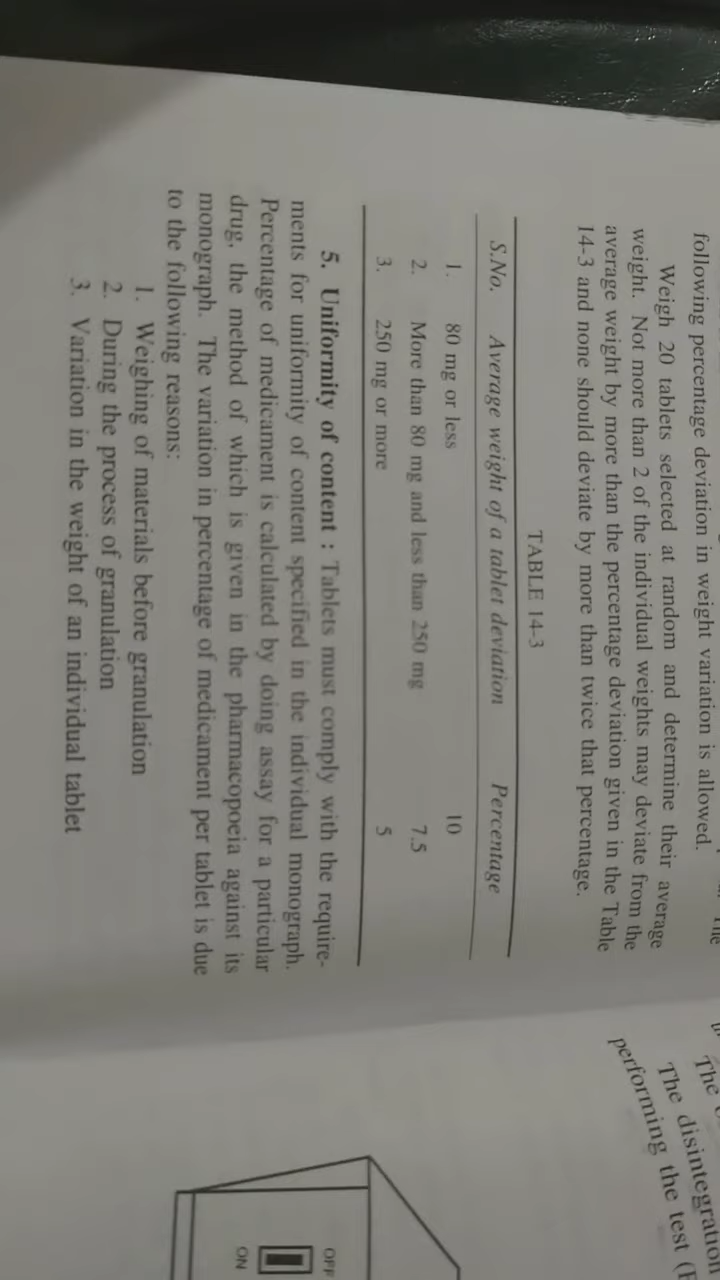 following percentage deviation in weight variation is allowed.
Weigh 20 tablets selected at random and determine their average
weight. Not more than 2 of the individual weights may deviate from the
average weight by more than the percentage deviation given in the Table
14-3 and none should deviate by more than twice that percentage.
TABLE 14-3
S.No. Average weight of a tablet deviation Percentage
1. 80 mg or less 10
2. More than 80 mg and less than 250 mg 7.5
3. 250 mg or more 5
5. Uniformity of content : Tablets must comply with the require-
ments for uniformity of content specified in the individual monograph.
Percentage of medicament is calculated by doing assay for a particular
drug, the method of which is given in the pharmacopoeia against its
monograph. The variation in percentage of medicament per tablet is due
to the following reasons:
1. Weighing of materials before granulation
2. During the process of granulation
3. Variation in the weight of an individual tablet
The
The disintegration
performing the test
OFF
ON